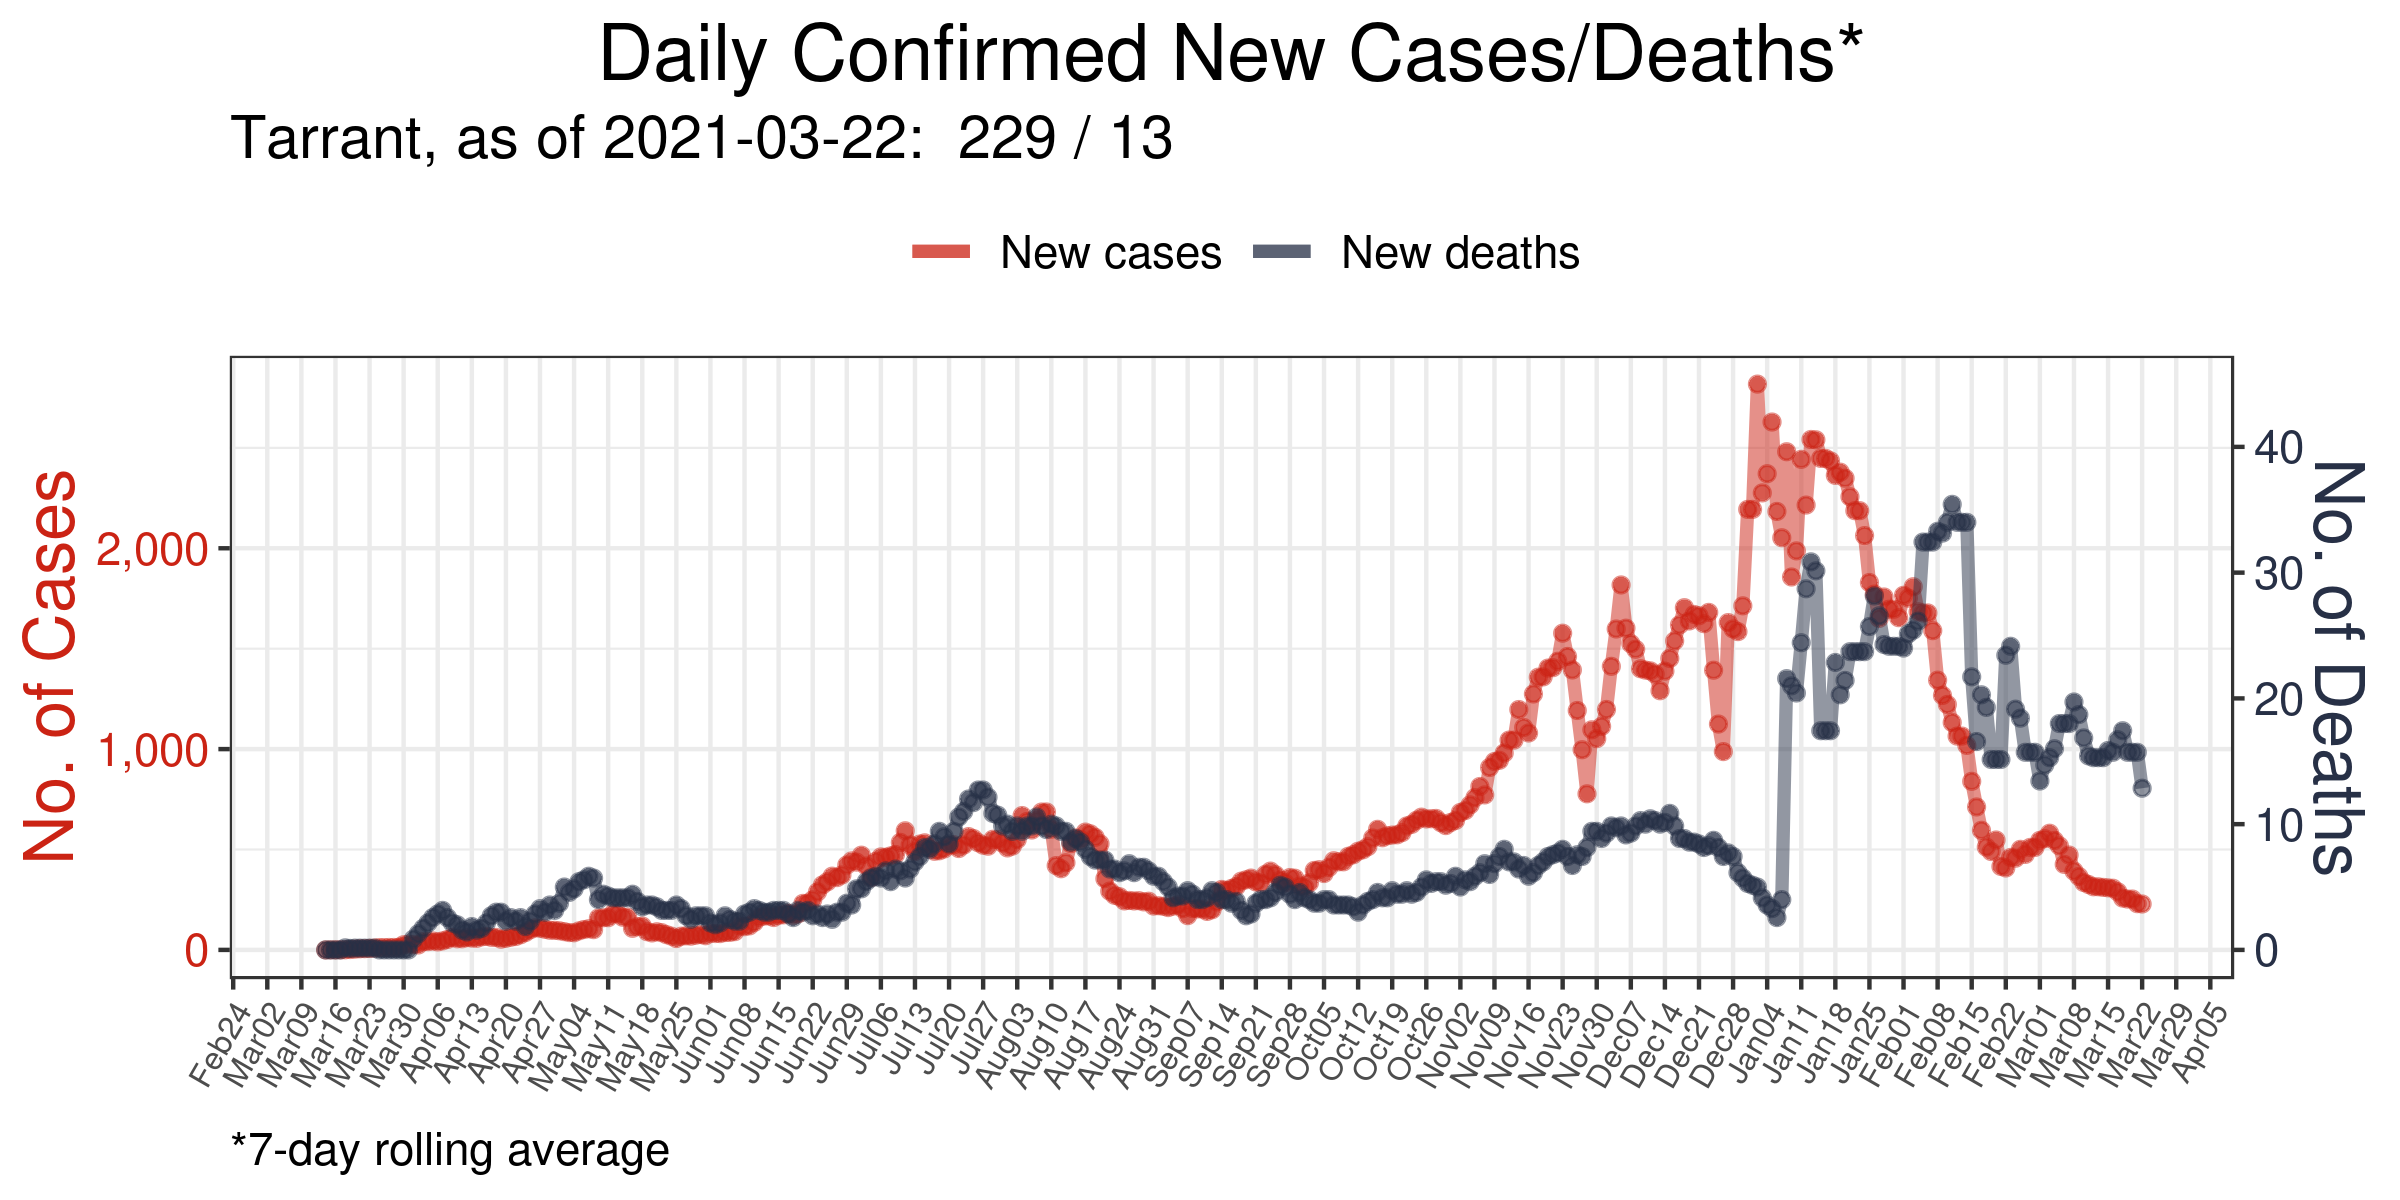 Daily Confirmed New Cases/Deaths*
Tarrant, as of 2021-03-22:  229 / 13
New cases
New deaths
No. of Cases
2,000
1,000
0
40
30
20
10
0
No. of Deaths
Feb24
Mar02
Mar09
Mar16
Mar23
Mar30
Apr06
Apr13
Apr20
Apr27
May04
May11
May18
May25
Jun01
Jun08
Jun15
Jun22
Jun29
Jul06
Jul13
Jul20
Jul27
Aug03
Aug10
Aug17
Aug24
Aug31
Sep07
Sep14
Sep21
Sep28
Oct05
Oct12
Oct19
Oct26
Nov02
Nov09
Nov16
Nov23
Nov30
Dec07
Dec14
Dec21
Dec28
Jan04
Jan11
Jan18
Jan25
Feb01
Feb08
Feb15
Feb22
Mar01
Mar08
Mar15
Mar22
Mar29
Apr05
*7-day rolling average